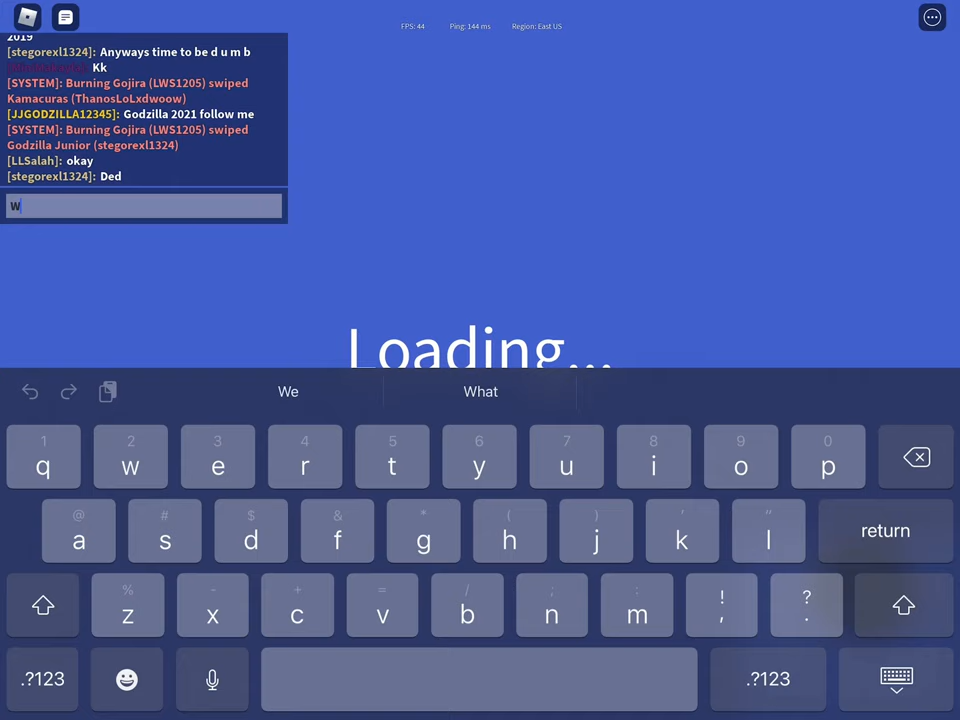 FPS: 44 Ping: 144 ms Region: East US
2019
[stegorexl1324]: Anyways time to be d u m b
Kk
[SYSTEM]: Burning Gojira (LWS1205) swiped
Kamacuras (ThanosLoLxdwoow)
[JJGODZILLA12345]: Godzilla 2021 follow me
[SYSTEM]: Burning Gojira (LWS1205) swiped
Godzilla Junior (stegorexl1324)
[LLSalah]: okay
[stegorexl1324]: Ded
W
Loading...
We What
1 2 3 4 5 6 7 8 9 0
q w e r t y u i o p
@ # $ & * ( ) ' "
a s d f g h j k l return
% - + = / ; : ! ?
z x c v b n m , .
.?123 .?123